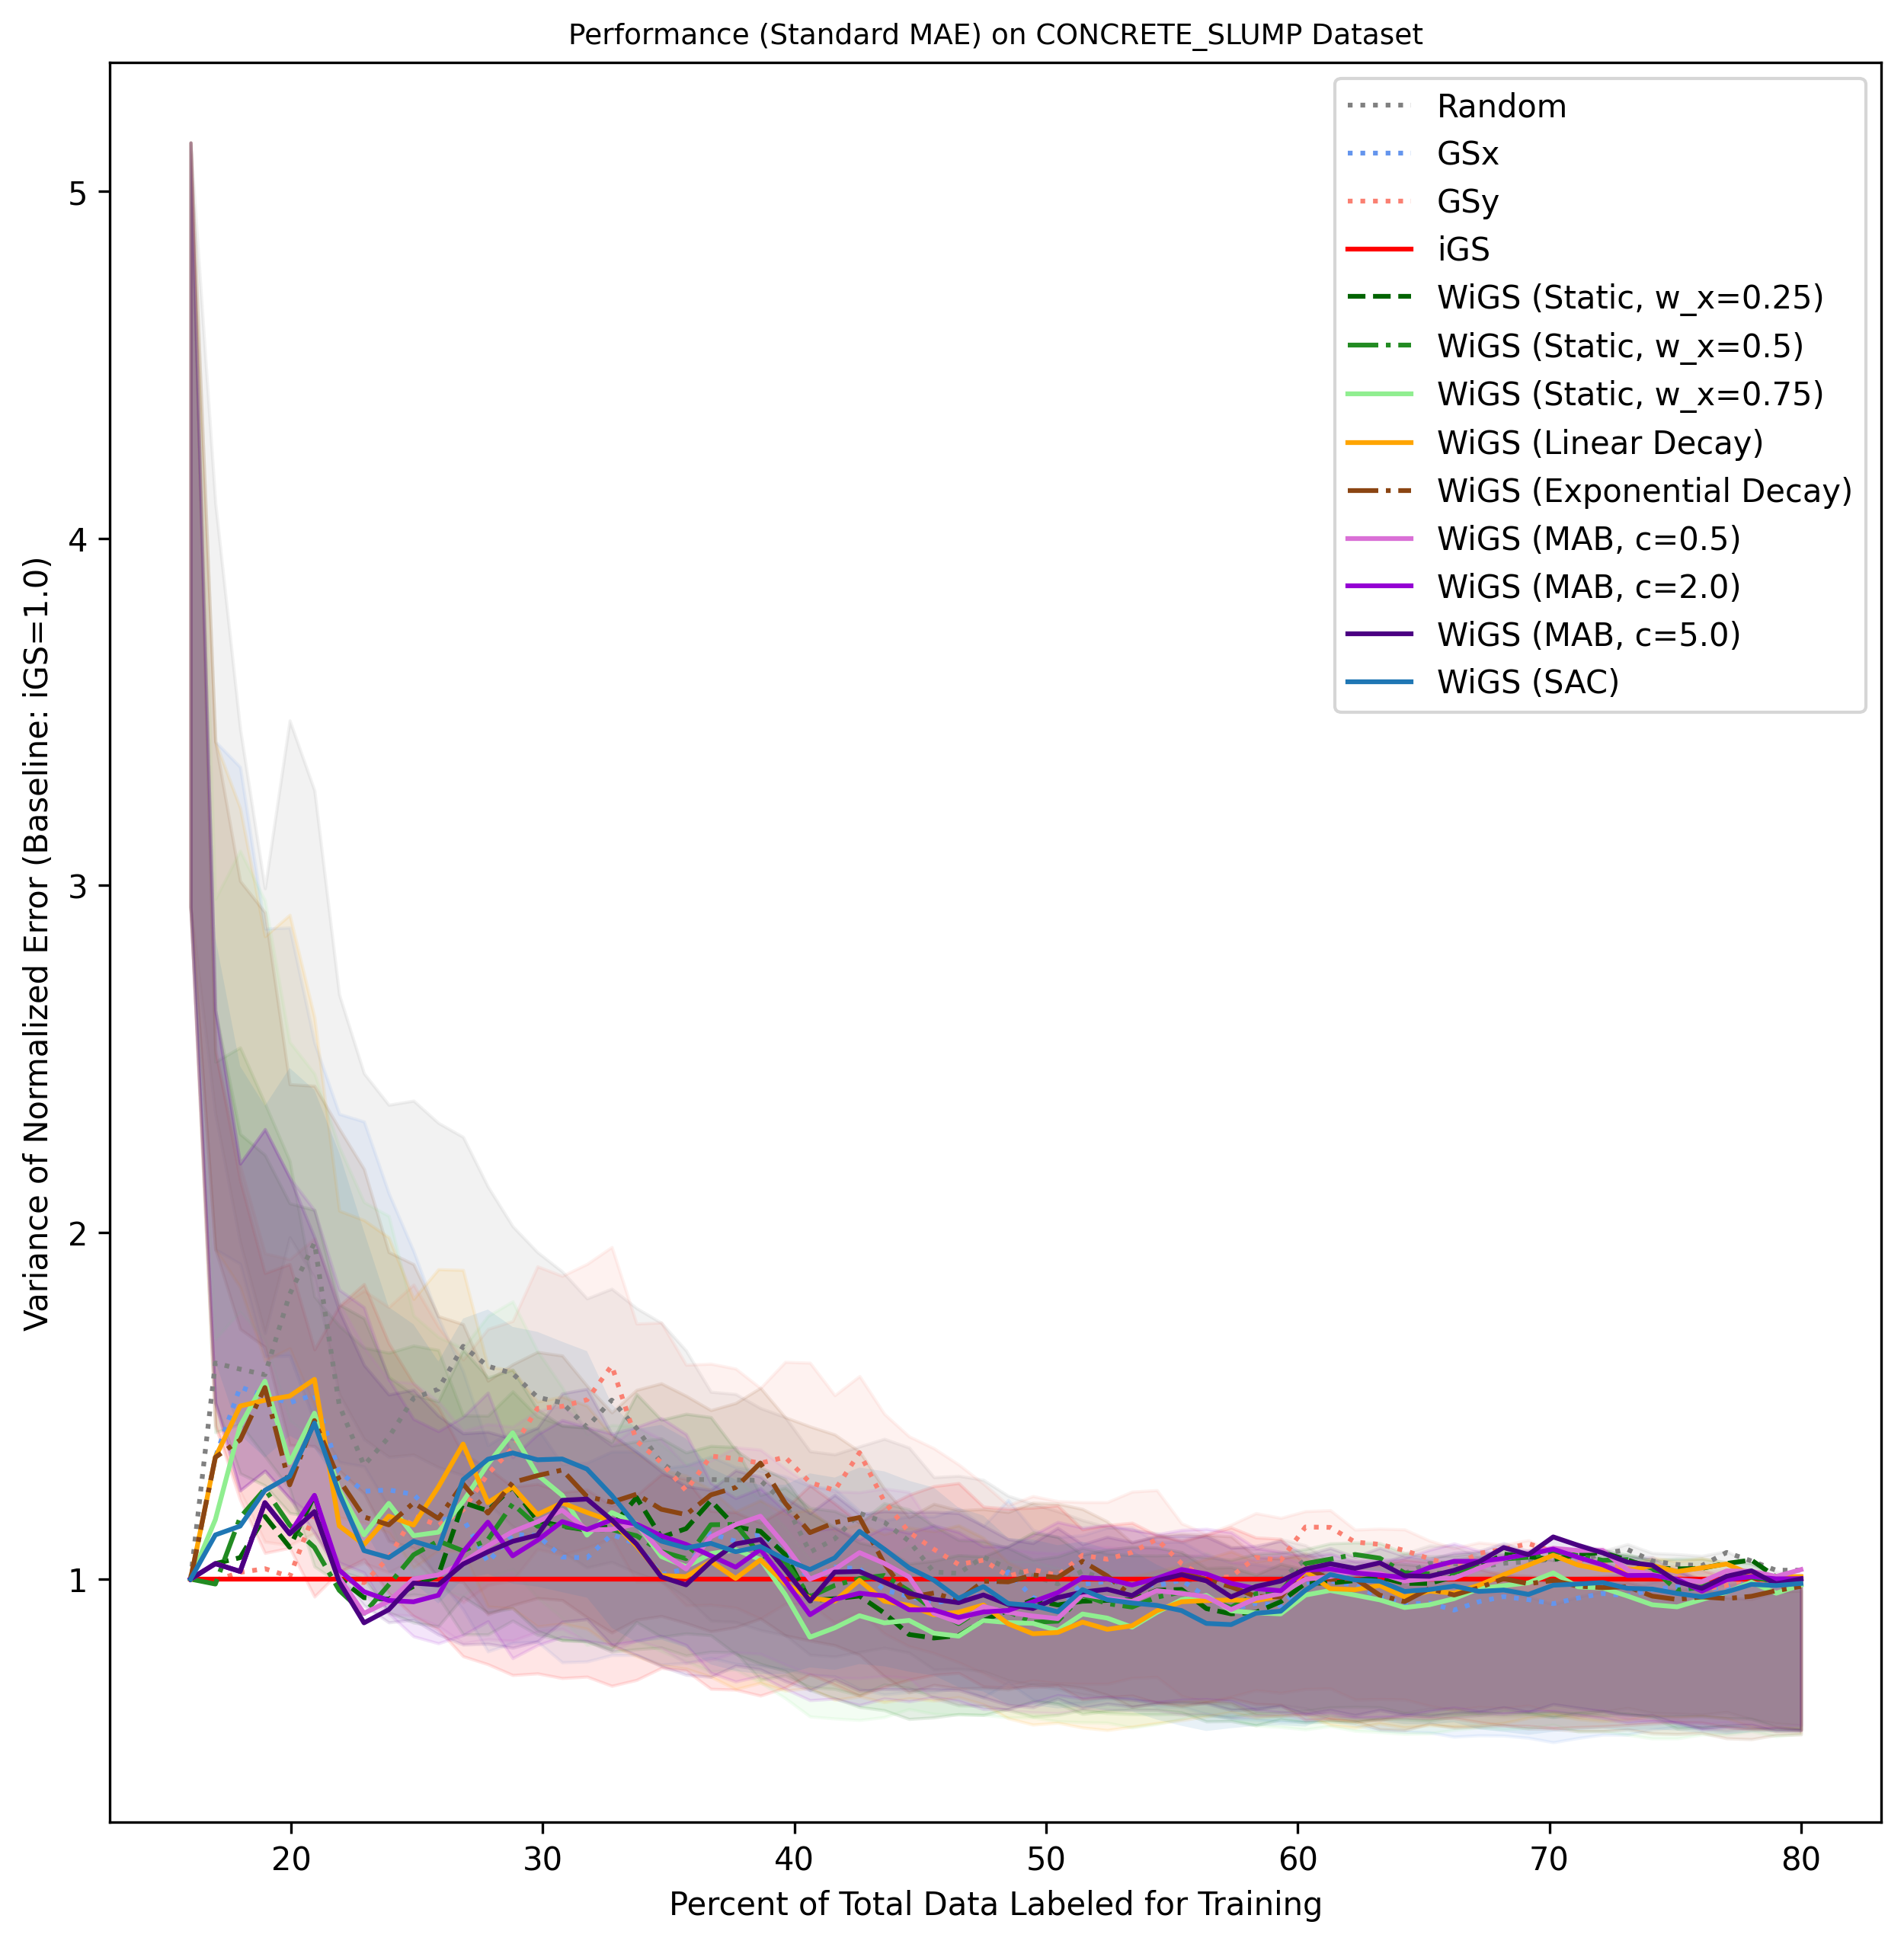 Performance (Standard MAE) on CONCRETE_SLUMP Dataset
Variance of Normalized Error (Baseline: iGS=1.0)
5
4
3
2
1
Random
GSx
GSy
iGS
WiGS (Static, w_x=0.25)
WiGS (Static, w_x=0.5)
WiGS (Static, w_x=0.75)
WiGS (Linear Decay)
WiGS (Exponential Decay)
WiGS (MAB, c=0.5)
WiGS (MAB, c=2.0)
WiGS (MAB, c=5.0)
WiGS (SAC)
20 30 40 50 60 70 80
Percent of Total Data Labeled for Training